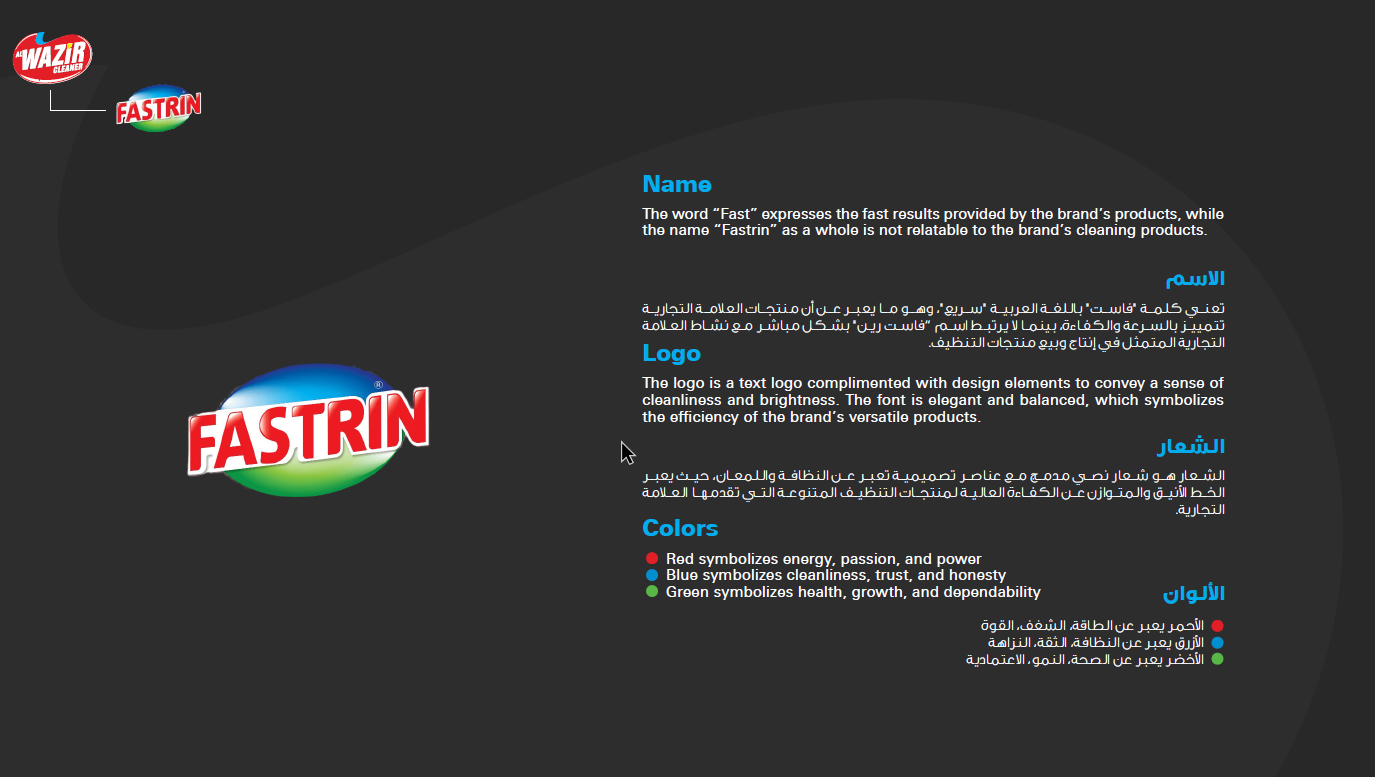 AL WAZIR
CLEANER
FASTRIN
Name
The word “Fast” expresses the fast results provided by the brand’s products, while
the name “Fastrin” as a whole is not relatable to the brand’s cleaning products.
الاسم
تعني كلمة "فاست" باللغة العربية "سريع"، وهو ما يعبر عن أن منتجات العلامة التجارية
تتمييز بالسرعة والكفاءة، بينما لا يرتبط اسم “فاست رين" بشكل مباشر مع نشاط العلامة
التجارية المتمثل في إنتاج وبيع منتجات التنظيف.
Logo
The logo is a text logo complimented with design elements to convey a sense of
cleanliness and brightness. The font is elegant and balanced, which symbolizes
the efficiency of the brand’s versatile products.
FASTRIN®
الشعار
الشعار هو شعار نصي مدمج مع عناصر تصميمية تعبر عن النظافة واللمعان، حيث يعبر
الخط الأنيق والمتوازن عن الكفاءة العالية لمنتجات التنظيف المتنوعة التي تقدمها العلامة
التجارية.
Colors
Red symbolizes energy, passion, and power
Blue symbolizes cleanliness, trust, and honesty
Green symbolizes health, growth, and dependability
الألوان
الأحمر يعبر عن الطاقة، الشغف، القوة
الأزرق يعبر عن النظافة، الثقة، النزاهة
الأخضر يعبر عن الصحة، النمو، الاعتمادية